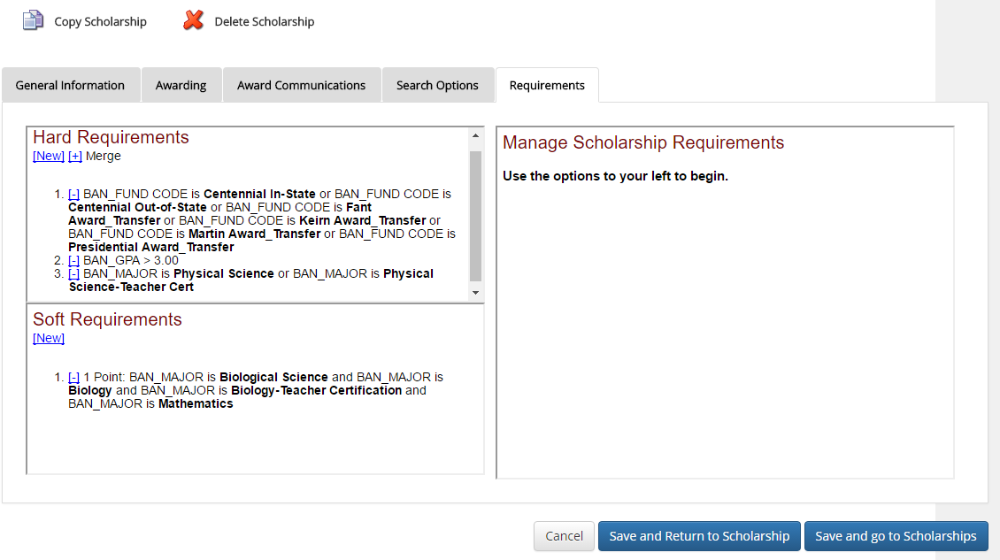 Copy Scholarship
Delete Scholarship
General Information
Awarding
Award Communications
Search Options
Requirements
Hard Requirements
[New] [+] Merge
1. [-] BAN_FUND CODE is Centennial In-State or BAN_FUND CODE is
Centennial Out-of-State or BAN_FUND CODE is Fant
Award_Transfer or BAN_FUND CODE is Keirn Award_Transfer or
BAN_FUND CODE is Martin Award_Transfer or BAN_FUND CODE is
Presidential Award_Transfer
2. [-] BAN_GPA > 3.00
3. [-] BAN_MAJOR is Physical Science or BAN_MAJOR is Physical
Science-Teacher Cert
Soft Requirements
[New]
1. [-] 1 Point: BAN_MAJOR is Biological Science and BAN_MAJOR is
Biology and BAN_MAJOR is Biology-Teacher Certification and
BAN_MAJOR is Mathematics
Manage Scholarship Requirements
Use the options to your left to begin.
Cancel
Save and Return to Scholarship
Save and go to Scholarships